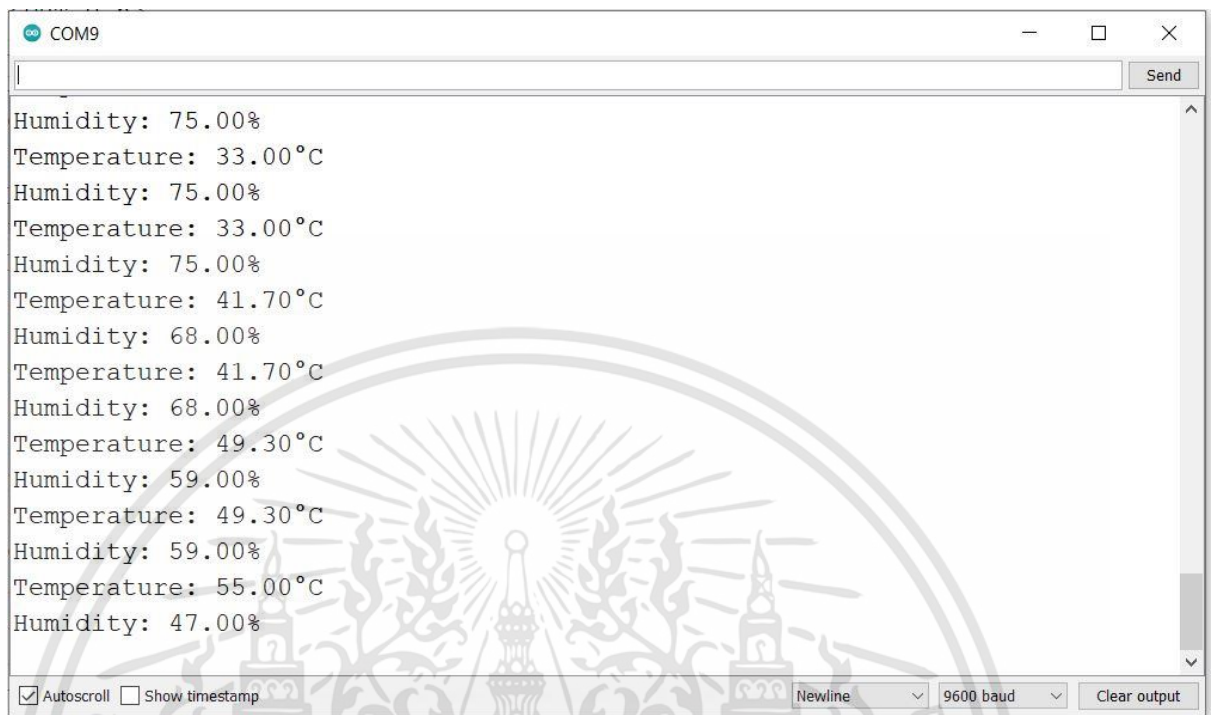 COM9
Send
Humidity: 75.00%
Temperature: 33.00°C
Humidity: 75.00%
Temperature: 33.00°C
Humidity: 75.00%
Temperature: 41.70°C
Humidity: 68.00%
Temperature: 41.70°C
Humidity: 68.00%
Temperature: 49.30°C
Humidity: 59.00%
Temperature: 49.30°C
Humidity: 59.00%
Temperature: 55.00°C
Humidity: 47.00%
Autoscroll Show timestamp Newline 9600 baud Clear output